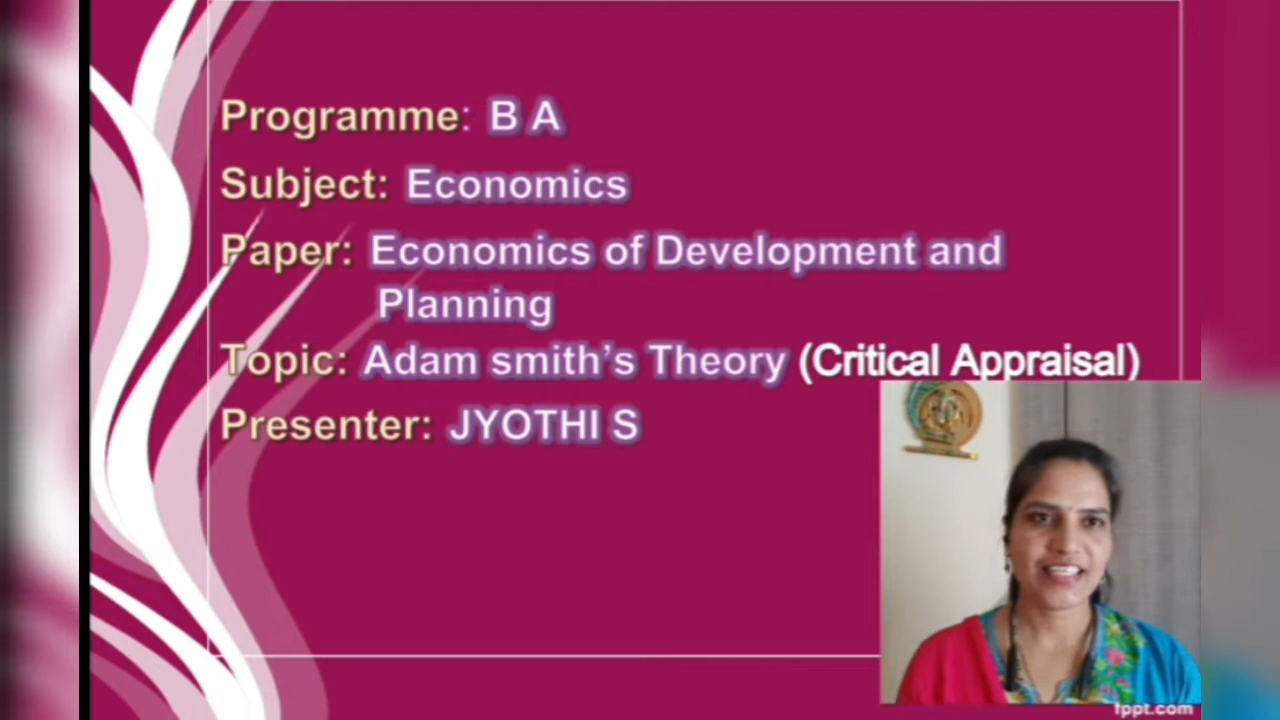 Programme: B A
Subject: Economics
Paper: Economics of Development and
Planning
Topic: Adam smith’s Theory (Critical Appraisal)
Presenter: JYOTHI S
fppt.com